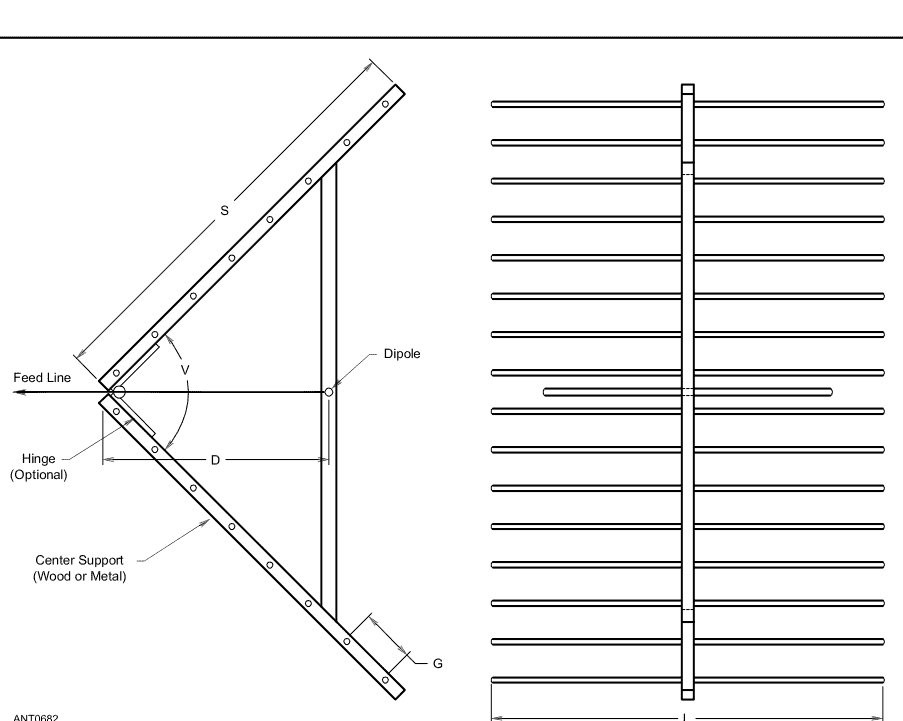 S
V
Dipole
Feed Line
Hinge
(Optional)
D
Center Support
(Wood or Metal)
G
ANT0682